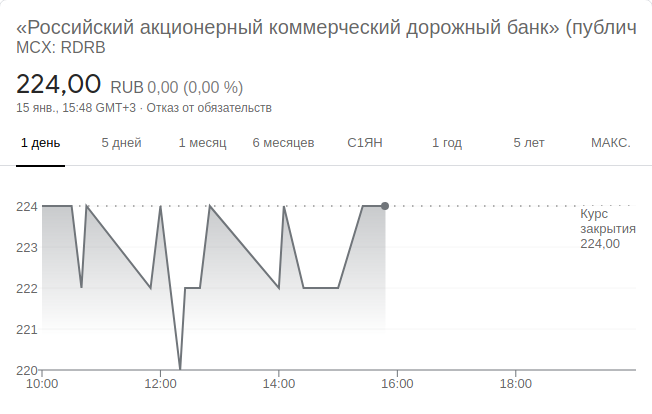 «Российский акционерный коммерческий дорожный банк» (публич
MCX: RDRB
224,00 RUB 0,00 (0,00 %)
15 янв., 15:48 GMT+3 · Отказ от обязательств
1 день 5 дней 1 месяц 6 месяцев С1ЯН 1 год 5 лет МАКС.
224
Курс
закрытия
224,00
223
222
221
220
10:00 12:00 14:00 16:00 18:00